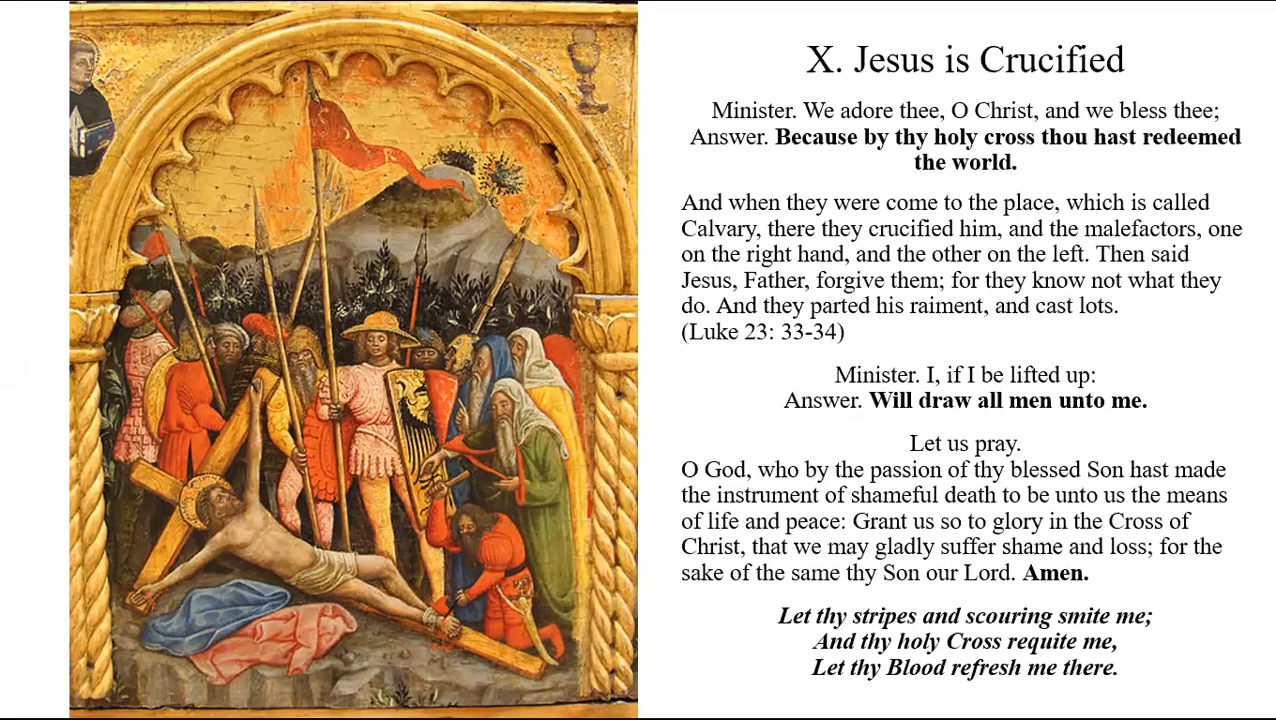 X. Jesus is Crucified
Minister. We adore thee, O Christ, and we bless thee;
Answer. Because by thy holy cross thou hast redeemed
the world.
And when they were come to the place, which is called
Calvary, there they crucified him, and the malefactors, one
on the right hand, and the other on the left. Then said
Jesus, Father, forgive them; for they know not what they
do. And they parted his raiment, and cast lots.
(Luke 23: 33-34)
Minister. I, if I be lifted up:
Answer. Will draw all men unto me.
Let us pray.
O God, who by the passion of thy blessed Son hast made
the instrument of shameful death to be unto us the means
of life and peace: Grant us so to glory in the Cross of
Christ, that we may gladly suffer shame and loss; for the
sake of the same thy Son our Lord. Amen.
Let thy stripes and scouring smite me;
And thy holy Cross requite me,
Let thy Blood refresh me there.